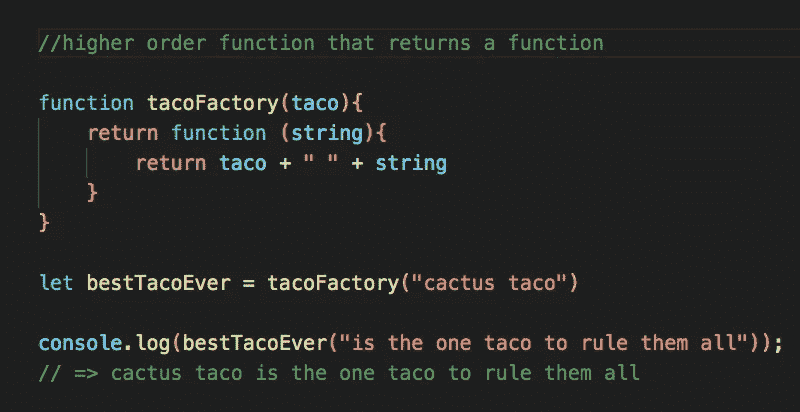 //higher order function that returns a function
function tacoFactory(taco){
return function (string){
return taco + " " + string
}
}
let bestTacoEver = tacoFactory("cactus taco")
console.log(bestTacoEver("is the one taco to rule them all"));
// => cactus taco is the one taco to rule them all